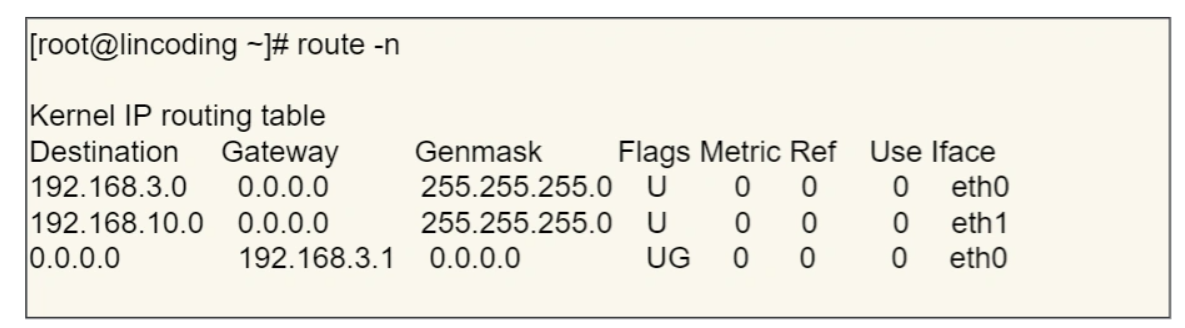 [root@lincoding ~]# route -n
Kernel IP routing table
Destination Gateway Genmask Flags Metric Ref Use Iface
192.168.3.0 0.0.0.0 255.255.255.0 U 0 0 0 eth0
192.168.10.0 0.0.0.0 255.255.255.0 U 0 0 0 eth1
0.0.0.0 192.168.3.1 0.0.0.0 UG 0 0 0 eth0